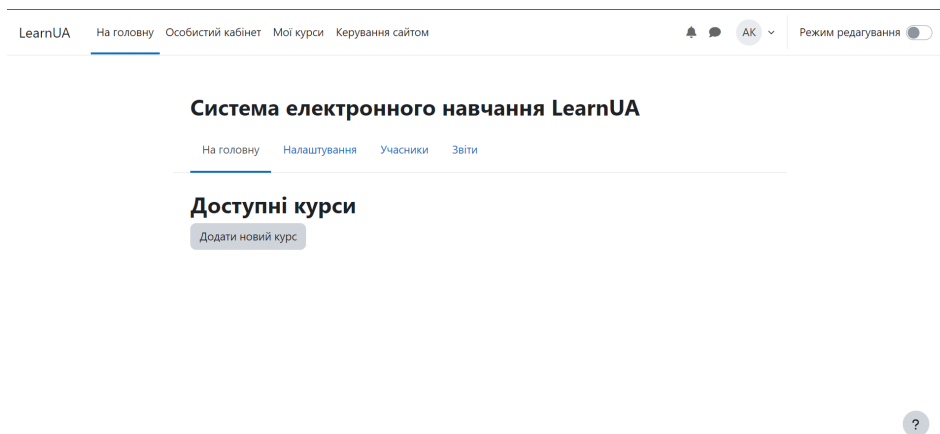 LearnUA На головну Особистий кабінет Мої курси Керування сайтом АК Режим редагування
Система електронного навчання LearnUA
На головну Налаштування Учасники Звіти
Доступні курси
Додати новий курс
?